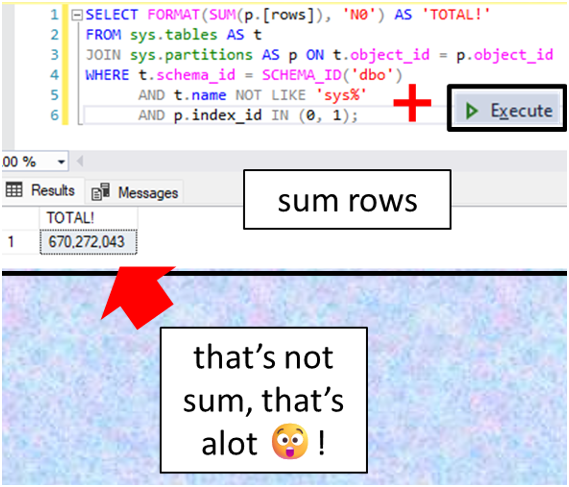 1 SELECT FORMAT(SUM(p.[rows]), 'N0') AS 'TOTAL!'
2 FROM sys.tables AS t
3 JOIN sys.partitions AS p ON t.object_id = p.object_id
4 WHERE t.schema_id = SCHEMA_ID('dbo')
5 AND t.name NOT LIKE 'sys%'
6 AND p.index_id IN (0, 1);
Execute
00 %
Results Messages
sum rows
TOTAL!
1 670,272,043
that’s not
sum, that’s
alot 😲 !